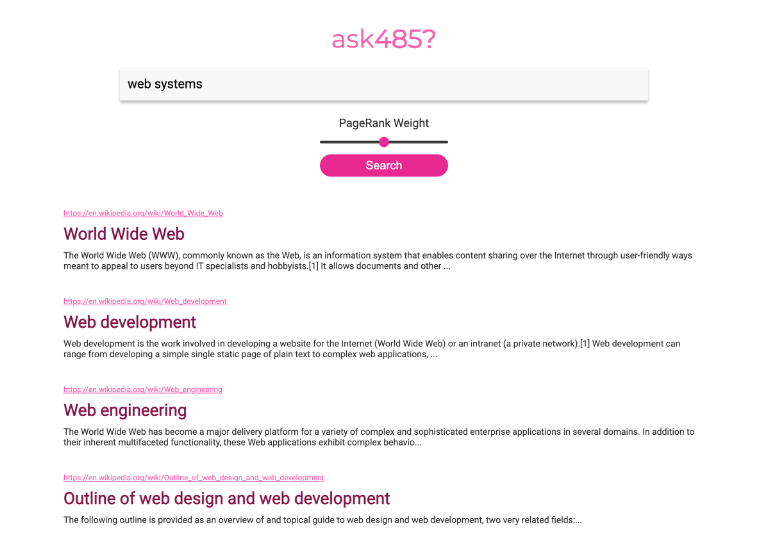 ask485?
web systems
PageRank Weight
Search
https://en.wikipedia.org/wiki/World_Wide_Web
World Wide Web
The World Wide Web (WWW), commonly known as the Web, is an information system that enables content sharing over the Internet through user-friendly ways
meant to appeal to users beyond IT specialists and hobbyists.[1] It allows documents and other ...
https://en.wikipedia.org/wiki/Web_development
Web development
Web development is the work involved in developing a website for the Internet (World Wide Web) or an intranet (a private network).[1] Web development can
range from developing a simple single static page of plain text to complex web applications, ...
https://en.wikipedia.org/wiki/Web_engineering
Web engineering
The World Wide Web has become a major delivery platform for a variety of complex and sophisticated enterprise applications in several domains. In addition to
their inherent multifaceted functionality, these Web applications exhibit complex behavio...
https://en.wikipedia.org/wiki/Outline_of_web_design_and_web_development
Outline of web design and web development
The following outline is provided as an overview of and topical guide to web design and web development, two very related fields:...